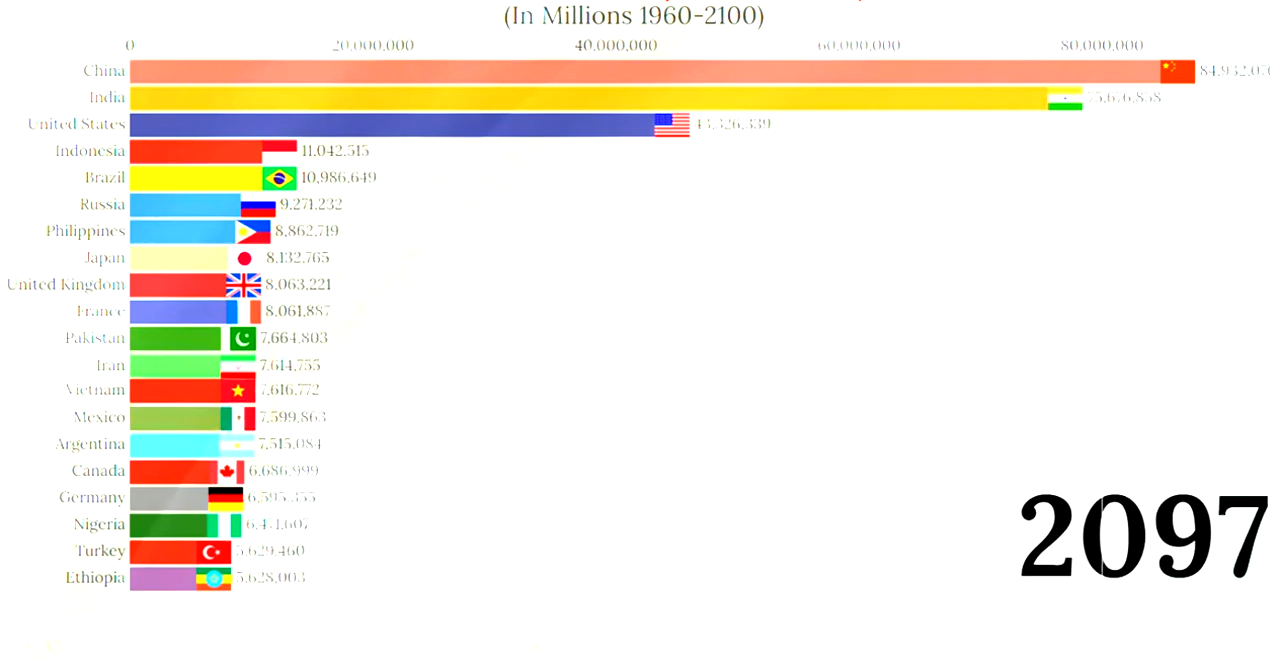 (In Millions 1960-2100)
0 20,000,000 40,000,000 60,000,000 80,000,000
China
India
United States
Indonesia 11,042,515
Brazil 10,986,649
Russia 9,271,232
Philippines 8,862,719
Japan 8,132,765
United Kingdom 8,063,221
France 8,061,887
Pakistan 7,664,803
Iran 7,614,755
Vietnam 7,616,772
Mexico 7,599,863
Argentina 7,515,084
Canada 6,686,999
Germany
Nigeria
Turkey 5,629,460
Ethiopia 5,628,003
2097